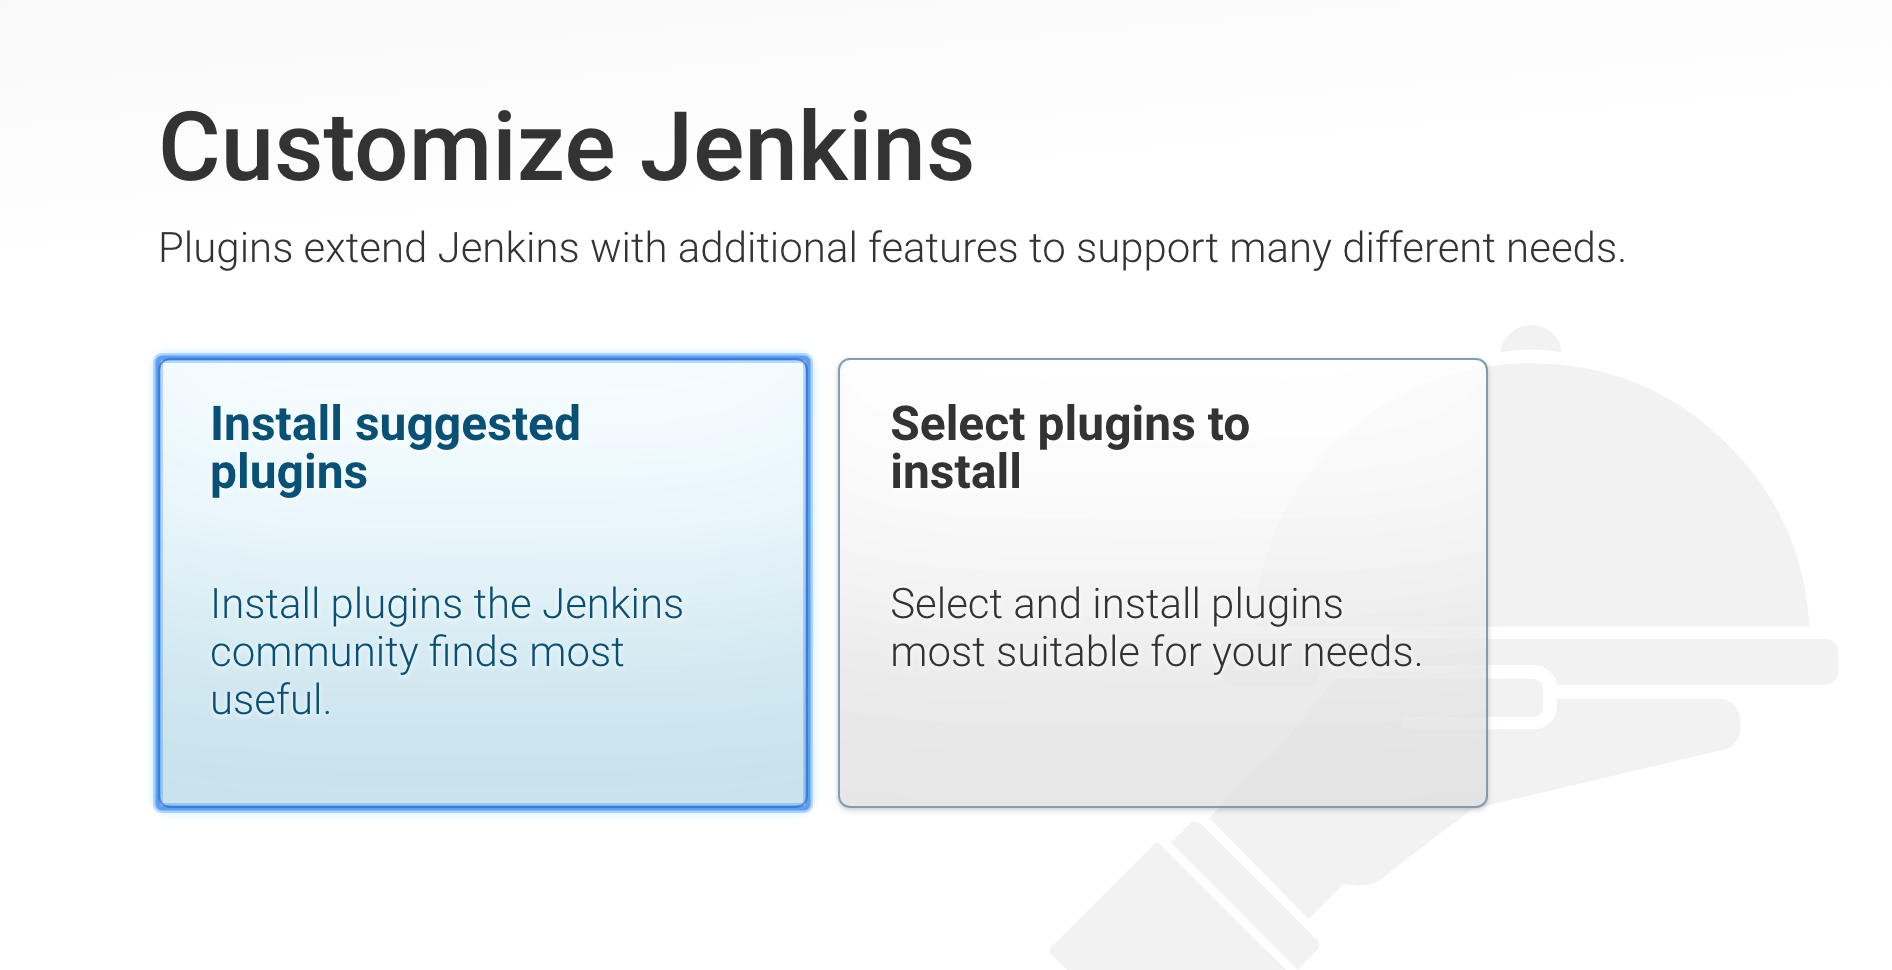 Customize Jenkins
Plugins extend Jenkins with additional features to support many different needs.
Install suggested
plugins
Install plugins the Jenkins
community finds most
useful.
Select plugins to
install
Select and install plugins
most suitable for your needs.